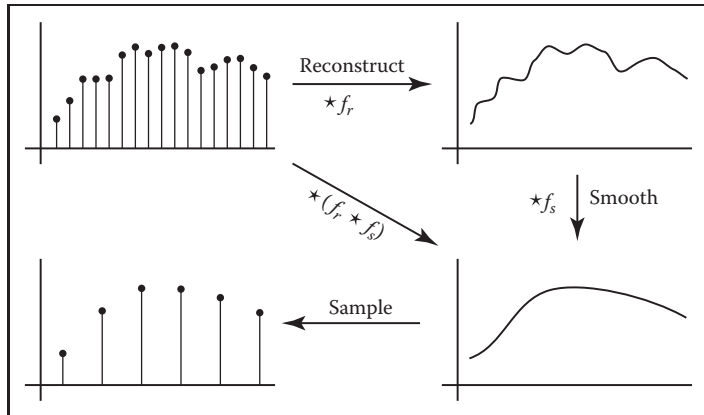 Reconstruct
⋆ f_r
⋆ f_s
Smooth
⋆ (f_r ⋆ f_s)
Sample